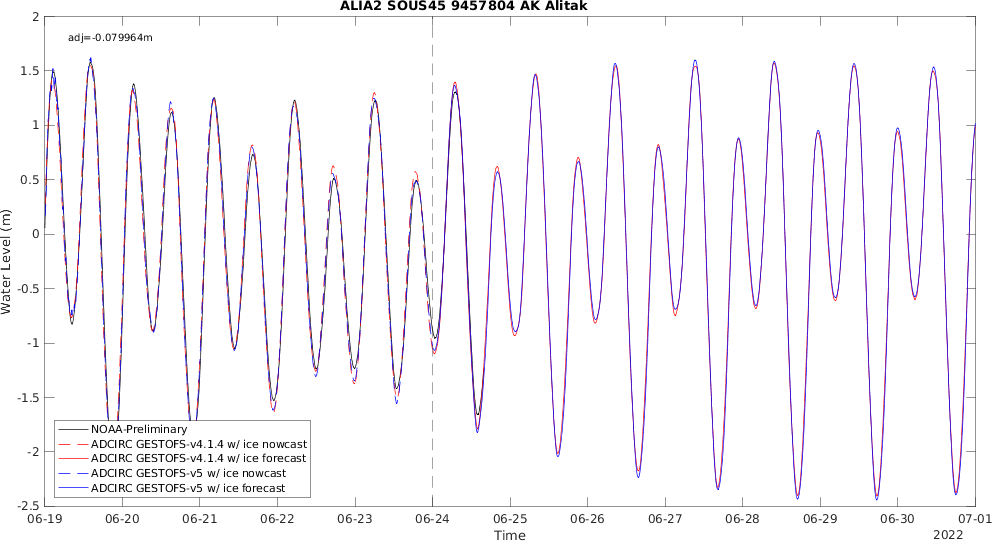 ALIA2 SOUS45 9457804 AK Alitak
adj=-0.079964m
2
1.5
1
0.5
0
-0.5
-1
-1.5
-2
-2.5
Water Level (m)
NOAA-Preliminary
ADCIRC GESTOFS-v4.1.4 w/ ice nowcast
ADCIRC GESTOFS-v4.1.4 w/ ice forecast
ADCIRC GESTOFS-v5 w/ ice nowcast
ADCIRC GESTOFS-v5 w/ ice forecast
06-19 06-20 06-21 06-22 06-23 06-24 06-25 06-26 06-27 06-28 06-29 06-30 07-01
Time
2022